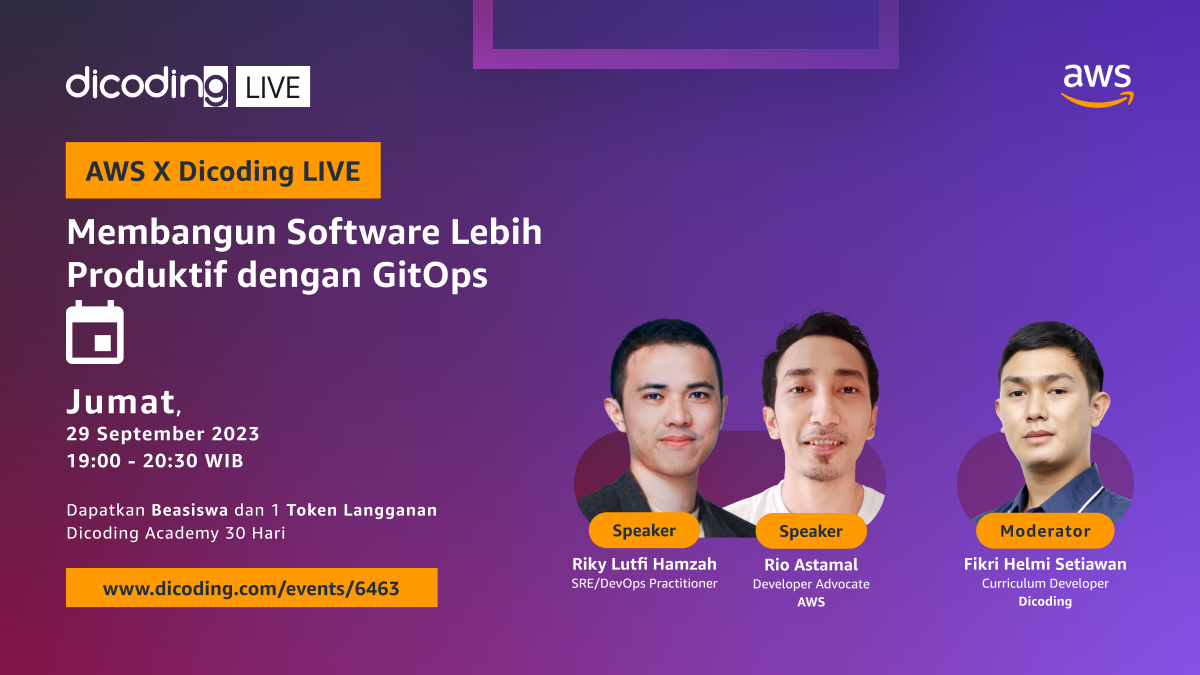 dicoding LIVE
aws
AWS X Dicoding LIVE
Membangun Software Lebih
Produktif dengan GitOps
Jumat,
29 September 2023
19:00 - 20:30 WIB
Dapatkan Beasiswa dan 1 Token Langganan
Dicoding Academy 30 Hari
www.dicoding.com/events/6463
Speaker
Riky Lutfi Hamzah
SRE/DevOps Practitioner
Speaker
Rio Astamal
Developer Advocate
AWS
Moderator
Fikri Helmi Setiawan
Curriculum Developer
Dicoding